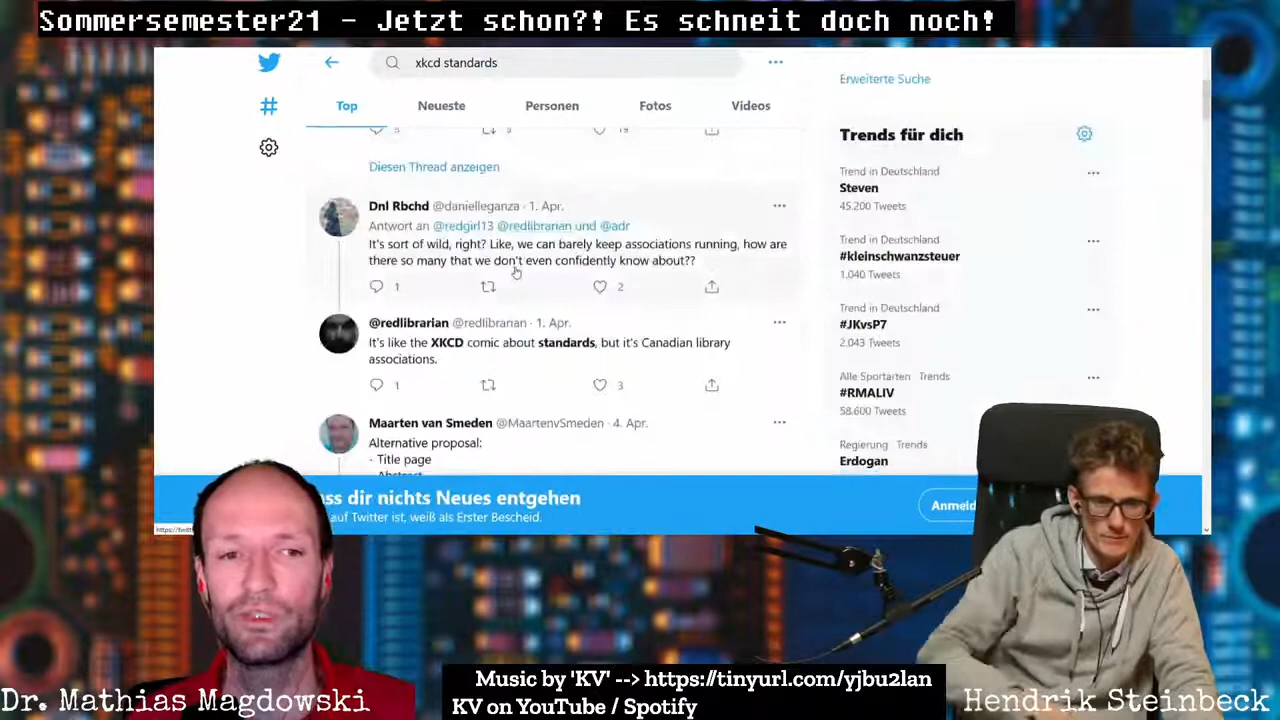 Sommersemester21 - Jetzt schon?! Es schneit doch noch!
xkcd standards
Erweiterte Suche
Top
Neueste
Personen
Fotos
Videos
Trends für dich
5
5
19
Diesen Thread anzeigen
Trend in Deutschland
Steven
45.200 Tweets
Dnl Rbchd @danielleganza · 1. Apr.
Antwort an @redgirl13 @redlibrarian und @adr
It's sort of wild, right? Like, we can barely keep associations running, how are
there so many that we don't even confidently know about??
1
2
Trend in Deutschland
#kleinschwanzsteuer
1.040 Tweets
Trend in Deutschland
#JKvsP7
2.043 Tweets
@redlibrarian @redlibrarian · 1. Apr.
It's like the XKCD comic about standards, but it's Canadian library
associations.
1
3
Alle Sportarten · Trends
#RMALIV
58.600 Tweets
Maarten van Smeden @MaartenvSmeden · 4. Apr.
Alternative proposal:
- Title page
- Abstract
Regierung · Trends
Erdogan
ss dir nichts Neues entgehen
auf Twitter ist, weiß als Erster Bescheid.
Anmeld
Dr. Mathias Magdowski
Music by 'KV' --> https://tinyurl.com/yjbu2lan
KV on YouTube / Spotify
Hendrik Steinbeck